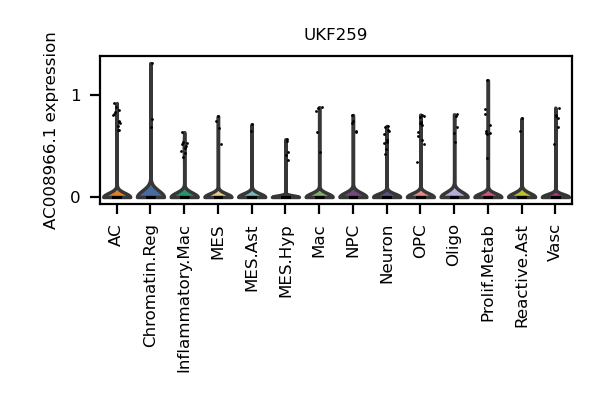 UKF259
AC008966.1 expression
1
0
AC
Chromatin.Reg
Inflammatory.Mac
MES
MES.Ast
MES.Hyp
Mac
NPC
Neuron
OPC
Oligo
Prolif.Metab
Reactive.Ast
Vasc